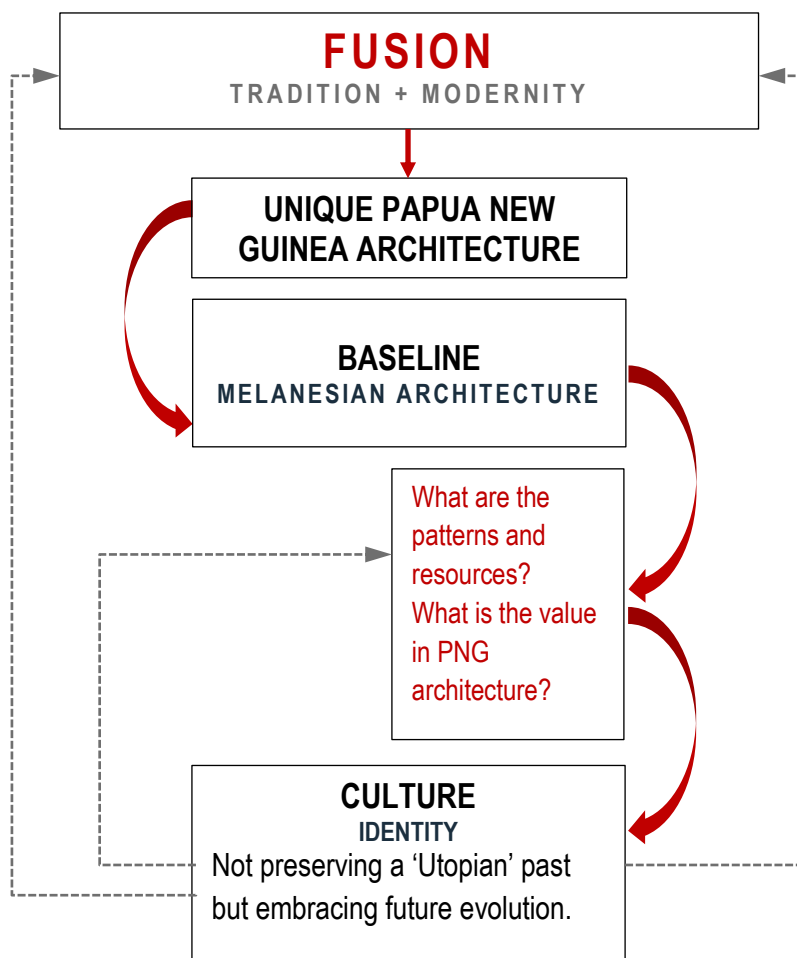 FUSION
TRADITION + MODERNITY
UNIQUE PAPUA NEW
GUINEA ARCHITECTURE
BASELINE
MELANESIAN ARCHITECTURE
What are the
patterns and
resources?
What is the value
in PNG
architecture?
CULTURE
IDENTITY
Not preserving a ‘Utopian’ past
but embracing future evolution.